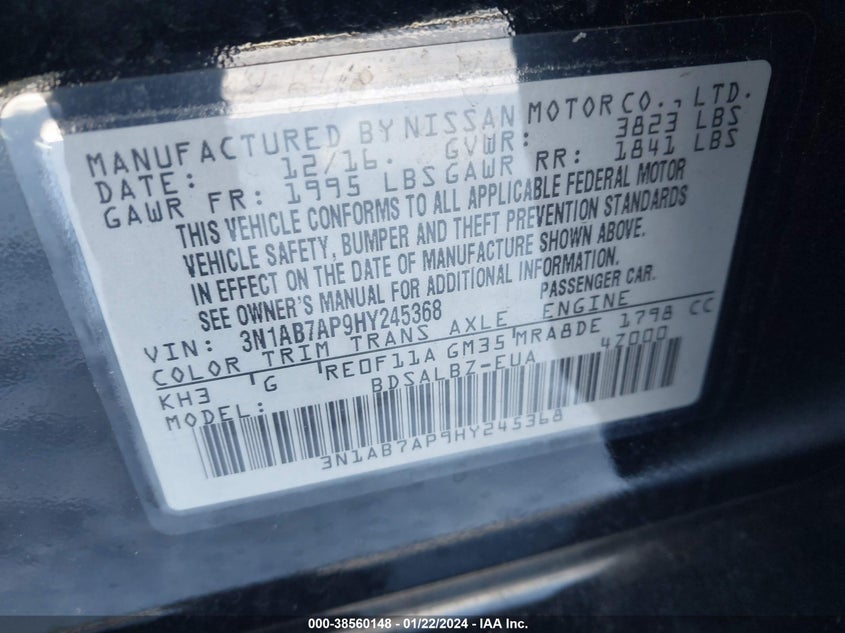 MANUFACTURED BY NISSAN MOTOR CO., LTD.
DATE: 12/16. GVWR: 3823 LBS
GAWR FR: 1995 LBS GAWR RR: 1841 LBS
THIS VEHICLE CONFORMS TO ALL APPLICABLE FEDERAL MOTOR
VEHICLE SAFETY, BUMPER AND THEFT PREVENTION STANDARDS
IN EFFECT ON THE DATE OF MANUFACTURE SHOWN ABOVE.
SEE OWNER'S MANUAL FOR ADDITIONAL INFORMATION.
VIN: 3N1AB7AP9HY245368 PASSENGER CAR.
COLOR TRIM TRANS AXLE ENGINE
KH3 G RE0F11A GM35 MRA8DE 1798 CC
MODEL: BDSALBZ-EUA 4Z000
3N1AB7AP9HY245368
000-38560148 - 01/22/2024 - IAA Inc.